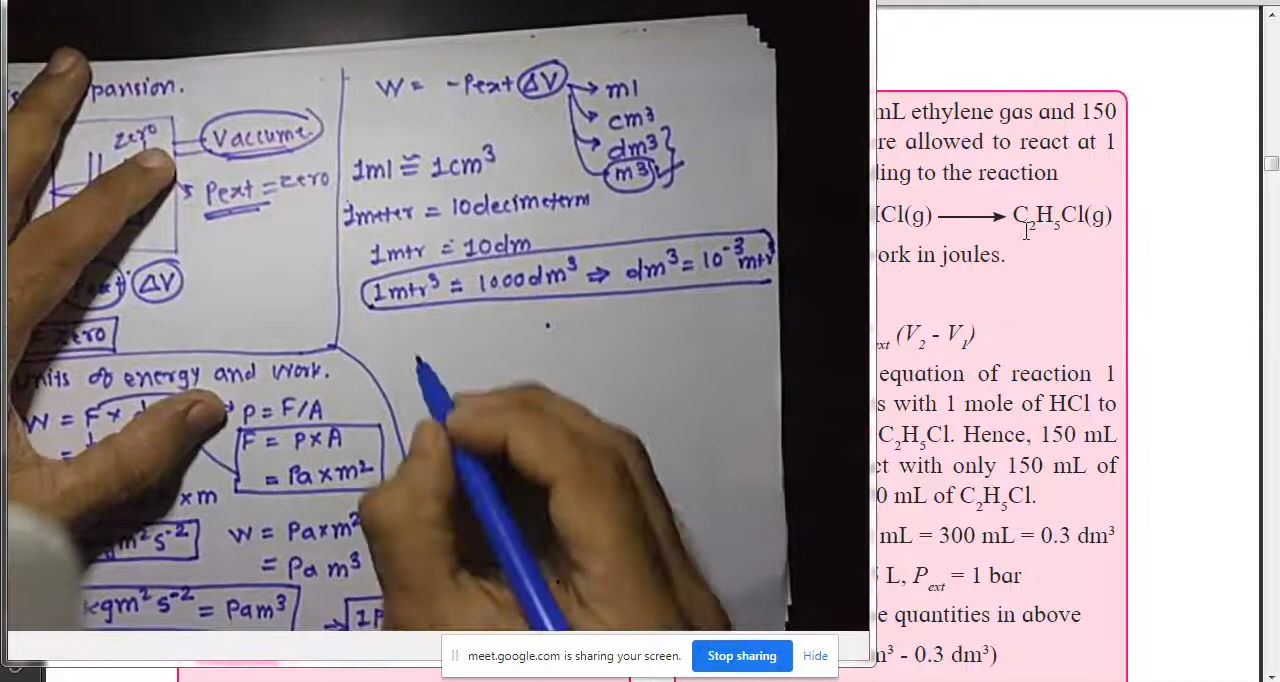 pansion.
zero
Vaccume
Pext = zero
ΔV
zero
units of energy and work.
W = F ×
P = F/A
F = P×A
= Pa×m²
×m
m²s⁻²
W = Pa×m²
= Pa m³
kgm²s⁻² = Pam³
W = -Pext ΔV → ml
cm³
dm³
m³
1ml ≅ 1cm³
1meter = 10decimeterm
1mtr = 10dm
1mtr³ = 1000dm³ ⇒ dm³ = 10⁻³ mtr³
mL ethylene gas and 150
re allowed to react at 1
ding to the reaction
HCl(g) ⟶ C₂H₅Cl(g)
ork in joules.
ext (V₂ - V₁)
equation of reaction 1
s with 1 mole of HCl to
C₂H₅Cl. Hence, 150 mL
ct with only 150 mL of
0 mL of C₂H₅Cl.
mL = 300 mL = 0.3 dm³
L, Pext = 1 bar
e quantities in above
m³ - 0.3 dm³)
meet.google.com is sharing your screen.
Stop sharing
Hide